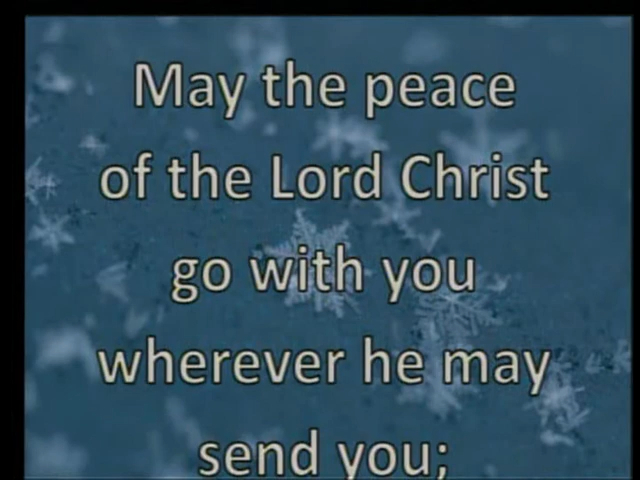 May the peace
of the Lord Christ
go with you
wherever he may
send you;